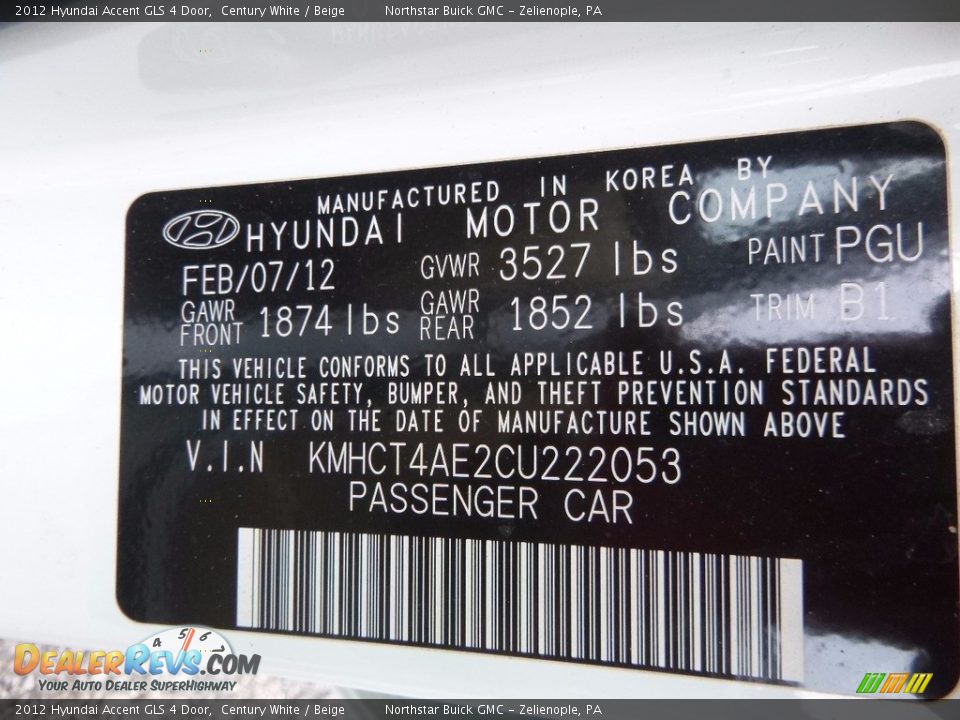 2012 Hyundai Accent GLS 4 Door, Century White / Beige Northstar Buick GMC - Zelienople, PA
MANUFACTURED IN KOREA BY
HYUNDAI MOTOR COMPANY
FEB/07/12 GVWR 3527 lbs PAINT PGU
GAWR FRONT 1874 lbs GAWR REAR 1852 lbs TRIM B1
THIS VEHICLE CONFORMS TO ALL APPLICABLE U.S.A. FEDERAL
MOTOR VEHICLE SAFETY, BUMPER, AND THEFT PREVENTION STANDARDS
IN EFFECT ON THE DATE OF MANUFACTURE SHOWN ABOVE
V.I.N KMHCT4AE2CU222053
PASSENGER CAR
4 5 6
DEALERREVS.COM
YOUR AUTO DEALER SUPERHIGHWAY
2012 Hyundai Accent GLS 4 Door, Century White / Beige Northstar Buick GMC - Zelienople, PA